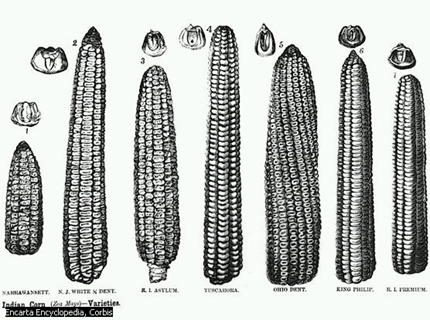 1
2
3
4
5
6
NARRAGANSETT. N. J. WHITE DENT. R. I. ASYLUM. TUSCARORA. OHIO DENT. KING PHILIP. R. I. PREMIUM.
Indian Corn (Zea Mays)—Varieties.
Encarta Encyclopedia, Corbis